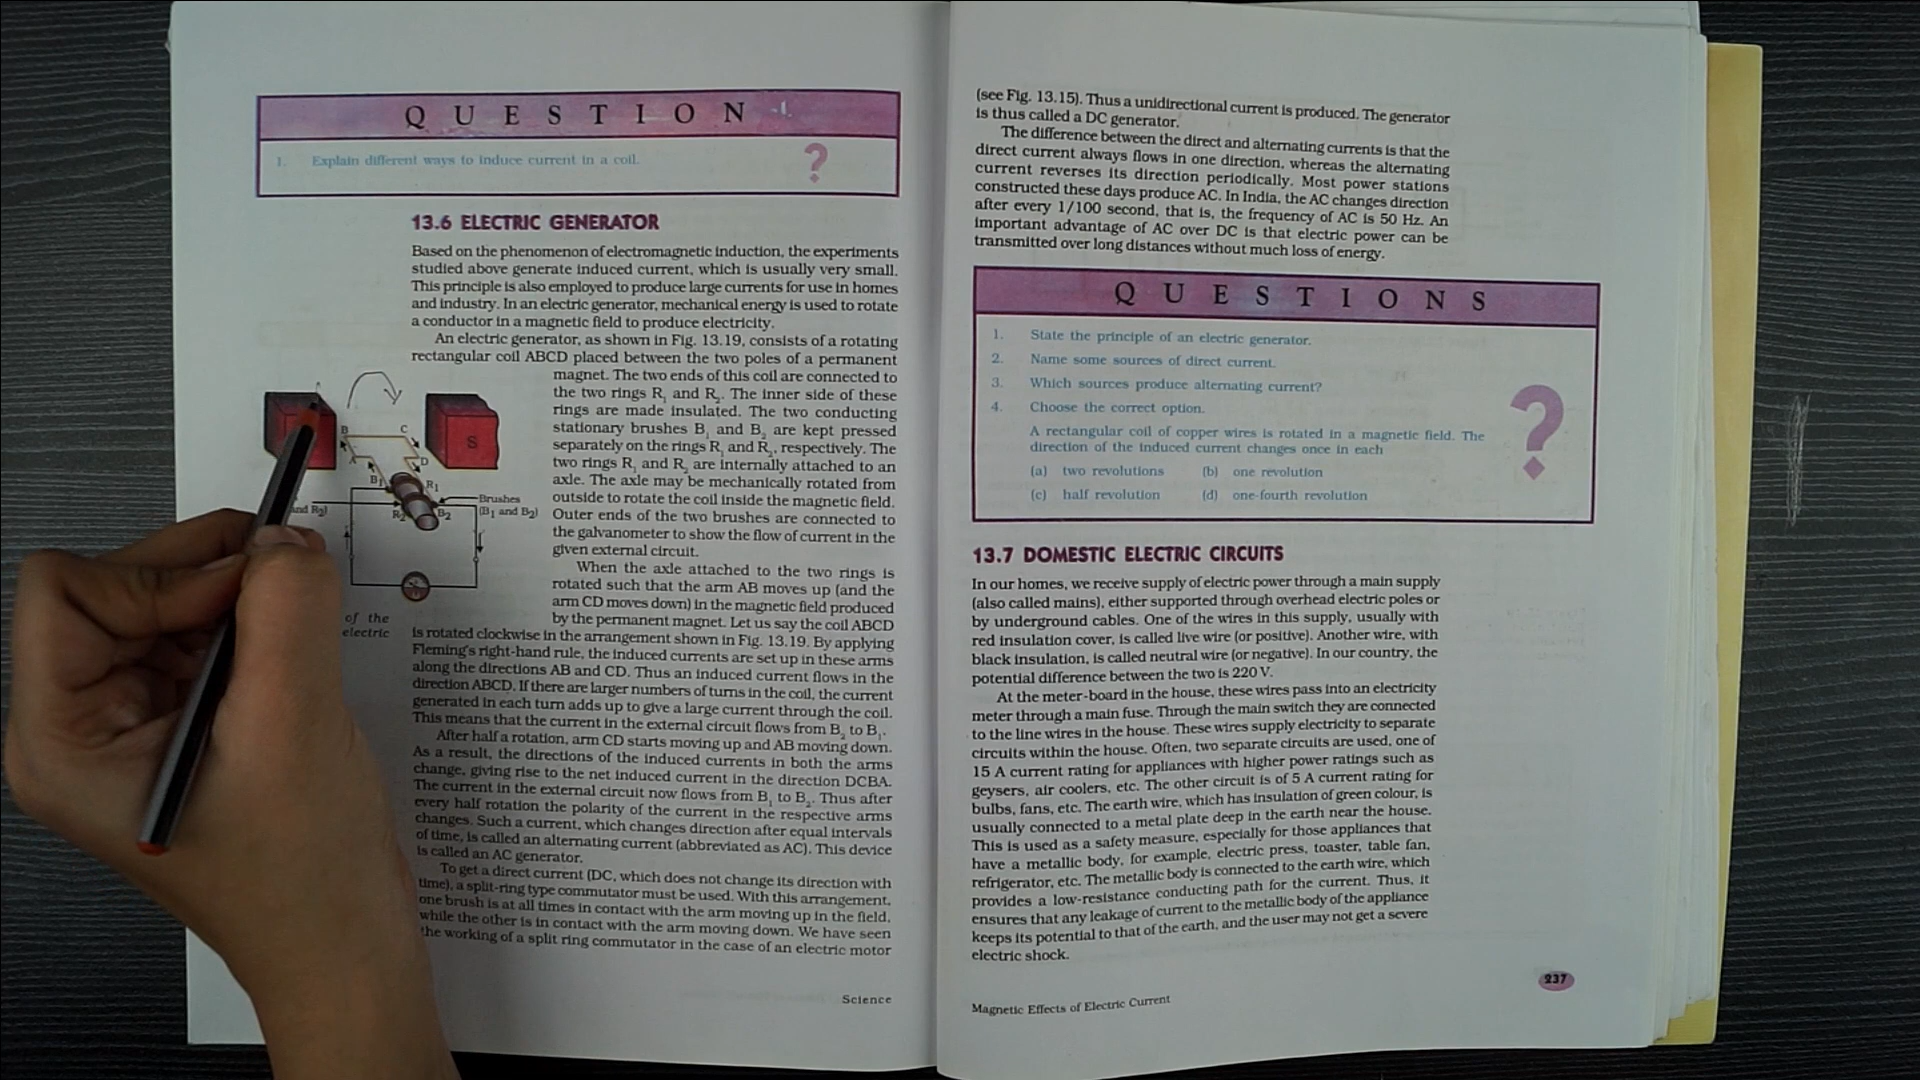 QUESTION
1. Explain different ways to induce current in a coil.
?
13.6 ELECTRIC GENERATOR
Based on the phenomenon of electromagnetic induction, the experiments
studied above generate induced current, which is usually very small.
This principle is also employed to produce large currents for use in homes
and industry. In an electric generator, mechanical energy is used to rotate
a conductor in a magnetic field to produce electricity.
An electric generator, as shown in Fig. 13.19, consists of a rotating
rectangular coil ABCD placed between the two poles of a permanent
magnet. The two ends of this coil are connected to
the two rings R1 and R2. The inner side of these
rings are made insulated. The two conducting
stationary brushes B1 and B2 are kept pressed
separately on the rings R1 and R2, respectively. The
two rings R1 and R2 are internally attached to an
axle. The axle may be mechanically rotated from
outside to rotate the coil inside the magnetic field.
Outer ends of the two brushes are connected to
the galvanometer to show the flow of current in the
given external circuit.
When the axle attached to the two rings is
rotated such that the arm AB moves up (and the
arm CD moves down) in the magnetic field produced
by the permanent magnet. Let us say the coil ABCD
is rotated clockwise in the arrangement shown in Fig. 13.19. By applying
Fleming's right-hand rule, the induced currents are set up in these arms
along the directions AB and CD. Thus an induced current flows in the
direction ABCD. If there are larger numbers of turns in the coil, the current
generated in each turn adds up to give a large current through the coil.
This means that the current in the external circuit flows from B2 to B1.
After half a rotation, arm CD starts moving up and AB moving down.
As a result, the directions of the induced currents in both the arms
change, giving rise to the net induced current in the direction DCBA.
The current in the external circuit now flows from B1 to B2. Thus after
every half rotation the polarity of the current in the respective arms
changes. Such a current, which changes direction after equal intervals
of time, is called an alternating current (abbreviated as AC). This device
is called an AC generator.
To get a direct current (DC, which does not change its direction with
time), a split-ring type commutator must be used. With this arrangement,
one brush is at all times in contact with the arm moving up in the field,
while the other is in contact with the arm moving down. We have seen
the working of a split ring commutator in the case of an electric motor
B
C
S
A
D
B1
R1
Brushes
and R2)
R2
B2
(B1 and B2)
of the
electric
Science
(see Fig. 13.15). Thus a unidirectional current is produced. The generator
is thus called a DC generator.
The difference between the direct and alternating currents is that the
direct current always flows in one direction, whereas the alternating
current reverses its direction periodically. Most power stations
constructed these days produce AC. In India, the AC changes direction
after every 1/100 second, that is, the frequency of AC is 50 Hz. An
important advantage of AC over DC is that electric power can be
transmitted over long distances without much loss of energy.
QUESTIONS
1. State the principle of an electric generator.
2. Name some sources of direct current.
3. Which sources produce alternating current?
4. Choose the correct option.
A rectangular coil of copper wires is rotated in a magnetic field. The
direction of the induced current changes once in each
(a) two revolutions (b) one revolution
(c) half revolution (d) one-fourth revolution
?
13.7 DOMESTIC ELECTRIC CIRCUITS
In our homes, we receive supply of electric power through a main supply
(also called mains), either supported through overhead electric poles or
by underground cables. One of the wires in this supply, usually with
red insulation cover, is called live wire (or positive). Another wire, with
black insulation, is called neutral wire (or negative). In our country, the
potential difference between the two is 220 V.
At the meter-board in the house, these wires pass into an electricity
meter through a main fuse. Through the main switch they are connected
to the line wires in the house. These wires supply electricity to separate
circuits within the house. Often, two separate circuits are used, one of
15 A current rating for appliances with higher power ratings such as
geysers, air coolers, etc. The other circuit is of 5 A current rating for
bulbs, fans, etc. The earth wire, which has insulation of green colour, is
usually connected to a metal plate deep in the earth near the house.
This is used as a safety measure, especially for those appliances that
have a metallic body, for example, electric press, toaster, table fan,
refrigerator, etc. The metallic body is connected to the earth wire, which
provides a low-resistance conducting path for the current. Thus, it
ensures that any leakage of current to the metallic body of the appliance
keeps its potential to that of the earth, and the user may not get a severe
electric shock.
Magnetic Effects of Electric Current
237